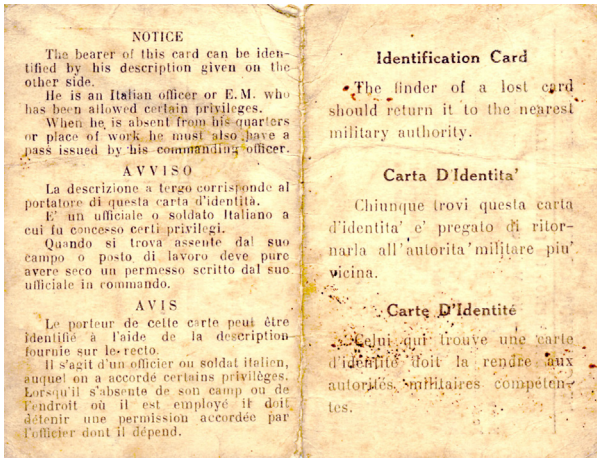 NOTICE
The bearer of this card can be iden-
tified by his description given on the
other side.
He is an Italian officer or E.M. who
has been allowed certain privileges.
When he is absent from his quarters
or place of work he must also have a
pass issued by his commanding officer.
AVVISO
La descrizione a tergo corrisponde al
portatore di questa carta d'identità.
E' un ufficiale o soldato Italiano a
cui fu concesso certi privilegi.
Quando si trova assente dal suo
campo o posto di lavoro deve pure
avere seco un permesso scritto dal suo
ufficiale in commando.
AVIS
Le porteur de cette carte peut être
identifié à l'aide de la description
fournie sur le recto.
Il s'agit d'un officier ou soldat italien,
auquel on a accordé certains privilèges.
Lorsqu'il s'absente de son camp ou de
l'endroit où il est employé il doit
détenir une permission accordée par
l'officier dont il dépend.
Identification Card
The finder of a lost card
should return it to the nearest
military authority.
Carta D'Identita'
Chiunque trovi questa carta
d'identita' e' pregato di ritor-
narla all'autorita' militare piu'
vicina.
Carte D'Identité
Celui qui trouve une carte
d'identité doit la rendre aux
autorités militaires compéten-
tes.